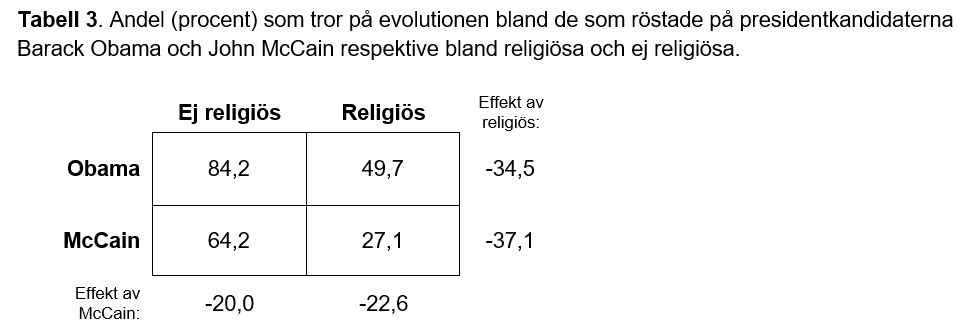 Tabell 3. Andel (procent) som tror på evolutionen bland de som röstade på presidentkandidaterna
Barack Obama och John McCain respektive bland religiösa och ej religiösa.
Ej religiös Religiös Effekt av
religiös:
Obama 84,2 49,7 -34,5
McCain 64,2 27,1 -37,1
Effekt av
McCain: -20,0 -22,6